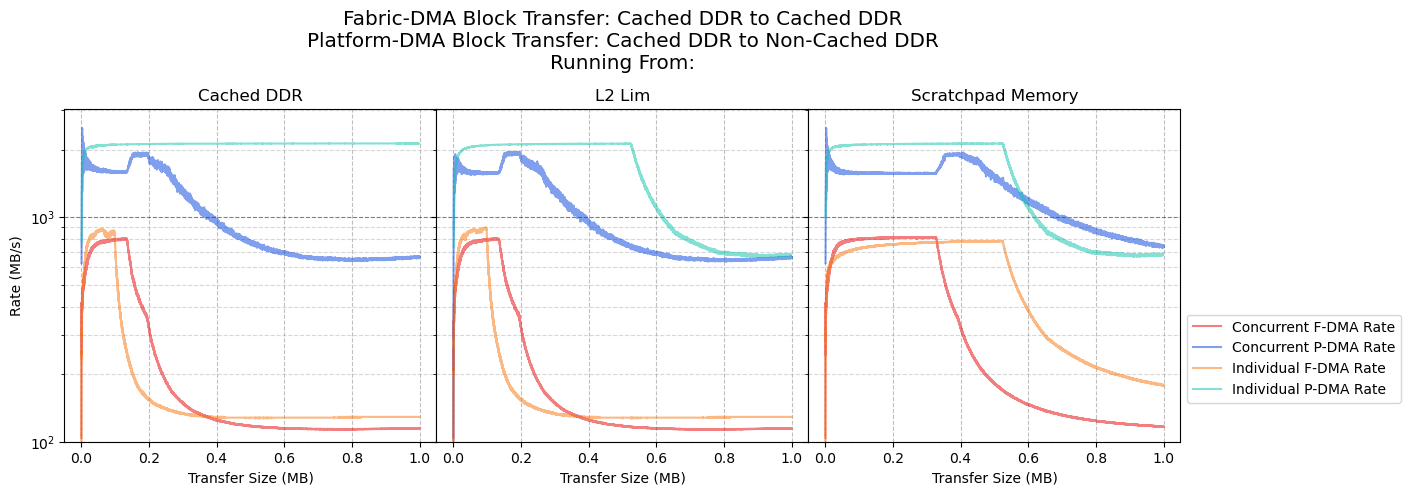 Fabric-DMA Block Transfer: Cached DDR to Cached DDR
Platform-DMA Block Transfer: Cached DDR to Non-Cached DDR
Running From:
Cached DDR
L2 Lim
Scratchpad Memory
Rate (MB/s)
10³
10²
0.0 0.2 0.4 0.6 0.8 1.0
0.0 0.2 0.4 0.6 0.8 1.0
0.0 0.2 0.4 0.6 0.8 1.0
Transfer Size (MB)
Transfer Size (MB)
Transfer Size (MB)
Concurrent F-DMA Rate
Concurrent P-DMA Rate
Individual F-DMA Rate
Individual P-DMA Rate